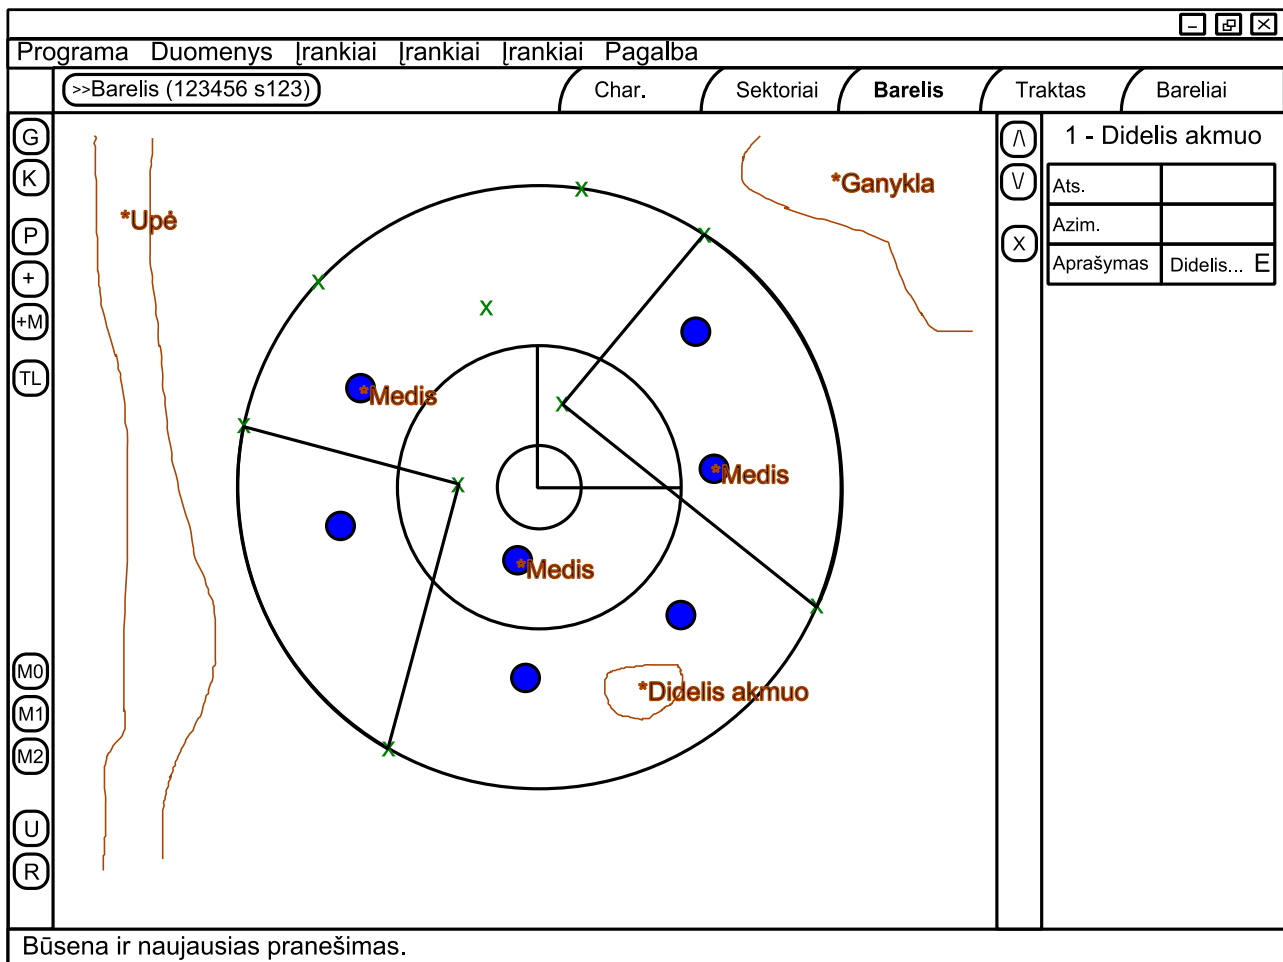 Programa Duomenys Įrankiai Įrankiai Įrankiai Pagalba
>>Barelis (123456 s123)
Char. Sektoriai Barelis Traktas Bareliai
G
K
P
+
+M
TL
M0
M1
M2
U
R
*Upė
*Ganykla
*Medis
*Medis
*Medis
*Didelis akmuo
/\
\/
X
1 - Didelis akmuo
Ats.
Azim.
Aprašymas Didelis... E
Būsena ir naujausias pranešimas.